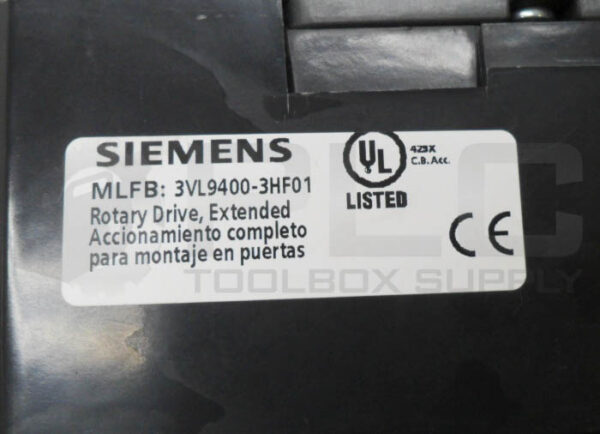 SIEMENS
MLFB: 3VL9400-3HF01
Rotary Drive, Extended
Accionamiento completo
para montaje en puertas
UL
LISTED
423X
C.B. Acc.
CE
PLC
TOOLBOX SUPPLY